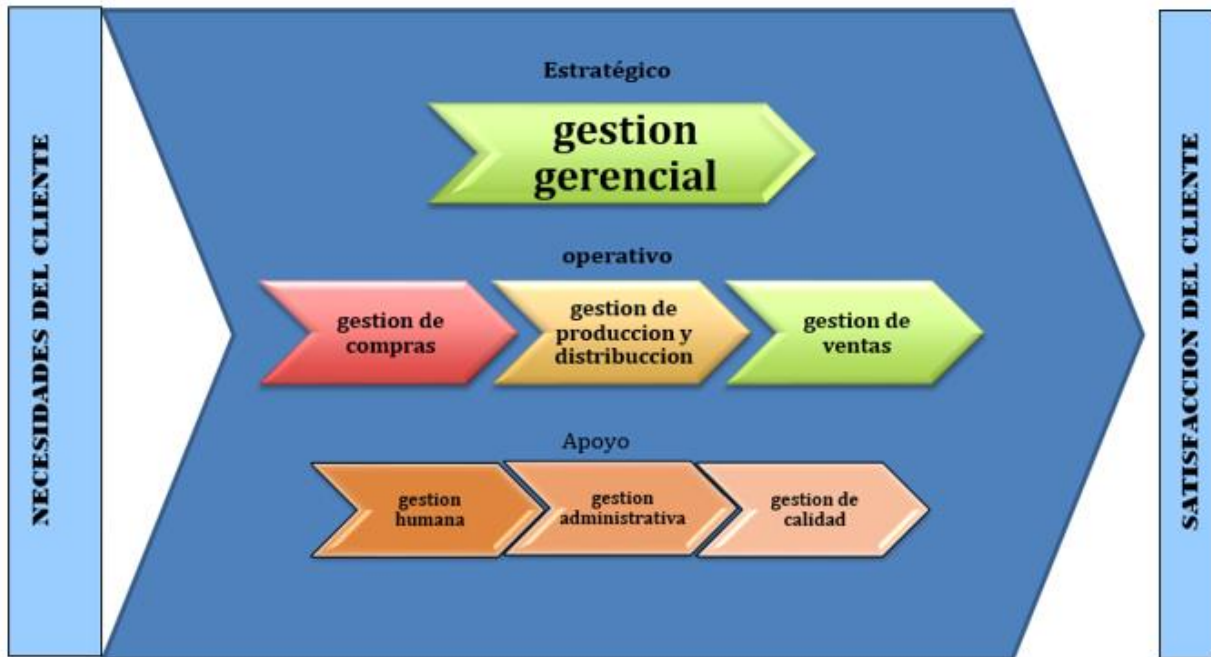 NECESIDADES DEL CLIENTE
Estratégico
gestion
gerencial
operativo
gestion de
compras
gestion de
produccion y
distribuccion
gestion de
ventas
Apoyo
gestion
humana
gestion
administrativa
gestion de
calidad
SATISFACCION DEL CLIENTE